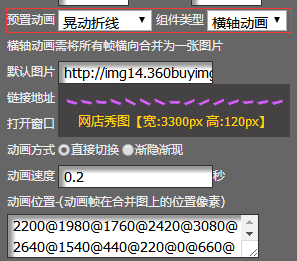 预置动画 晃动折线 组件类型 横轴动画
横轴动画需将所有帧横向合并为一张图片
默认图片 http://img14.360buyimg
链接地址
网店秀图【宽:3300px 高:120px】
打开窗口
动画方式 直接切换 渐隐渐现
动画速度 0.2 秒
动画位置-(动画帧在合并图上的位置像素)
2200@1980@1760@2420@3080@
2640@1540@440@220@0@660@